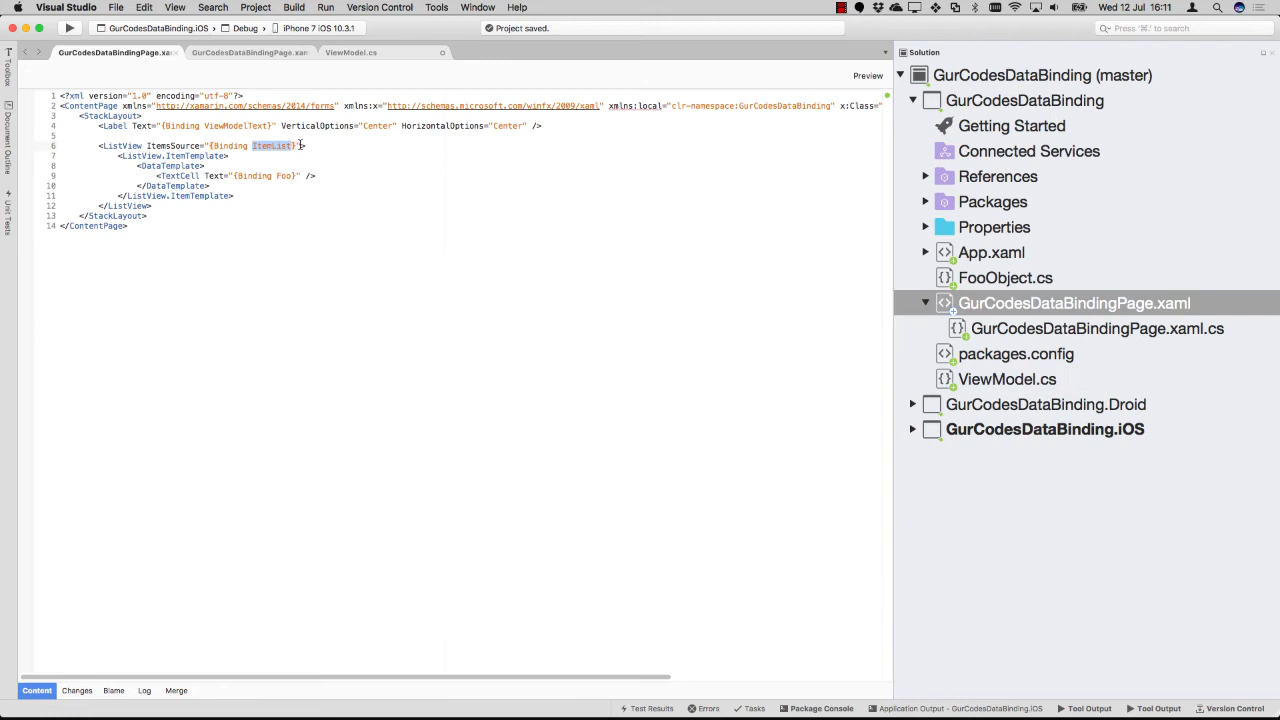 Visual Studio File Edit View Search Project Build Run Version Control Tools Window Help Wed 12 Jul 16:11
GurCodesDataBinding.iOS > Debug > iPhone 7 iOS 10.3.1 Project saved. Press '⌘.' to search
GurCodesDataBindingPage.xa GurCodesDataBindingPage.xam ViewModel.cs
Preview
Toolbox
Document Outline
Unit Tests
1 <?xml version="1.0" encoding="utf-8"?>
2 <ContentPage xmlns="http://xamarin.com/schemas/2014/forms" xmlns:x="http://schemas.microsoft.com/winfx/2009/xaml" xmlns:local="clr-namespace:GurCodesDataBinding" x:Class="
3 <StackLayout>
4 <Label Text="{Binding ViewModelText}" VerticalOptions="Center" HorizontalOptions="Center" />
5
6 <ListView ItemsSource="{Binding ItemList}">
7 <ListView.ItemTemplate>
8 <DataTemplate>
9 <TextCell Text="{Binding Foo}" />
10 </DataTemplate>
11 </ListView.ItemTemplate>
12 </ListView>
13 </StackLayout>
14 </ContentPage>
Solution
GurCodesDataBinding (master)
GurCodesDataBinding
Getting Started
Connected Services
References
Packages
Properties
App.xaml
FooObject.cs
GurCodesDataBindingPage.xaml
GurCodesDataBindingPage.xaml.cs
packages.config
ViewModel.cs
GurCodesDataBinding.Droid
GurCodesDataBinding.iOS
Content Changes Blame Log Merge
Test Results Errors Tasks Package Console Application Output - GurCodesDataBinding.iOS Tool Output Tool Output Version Control